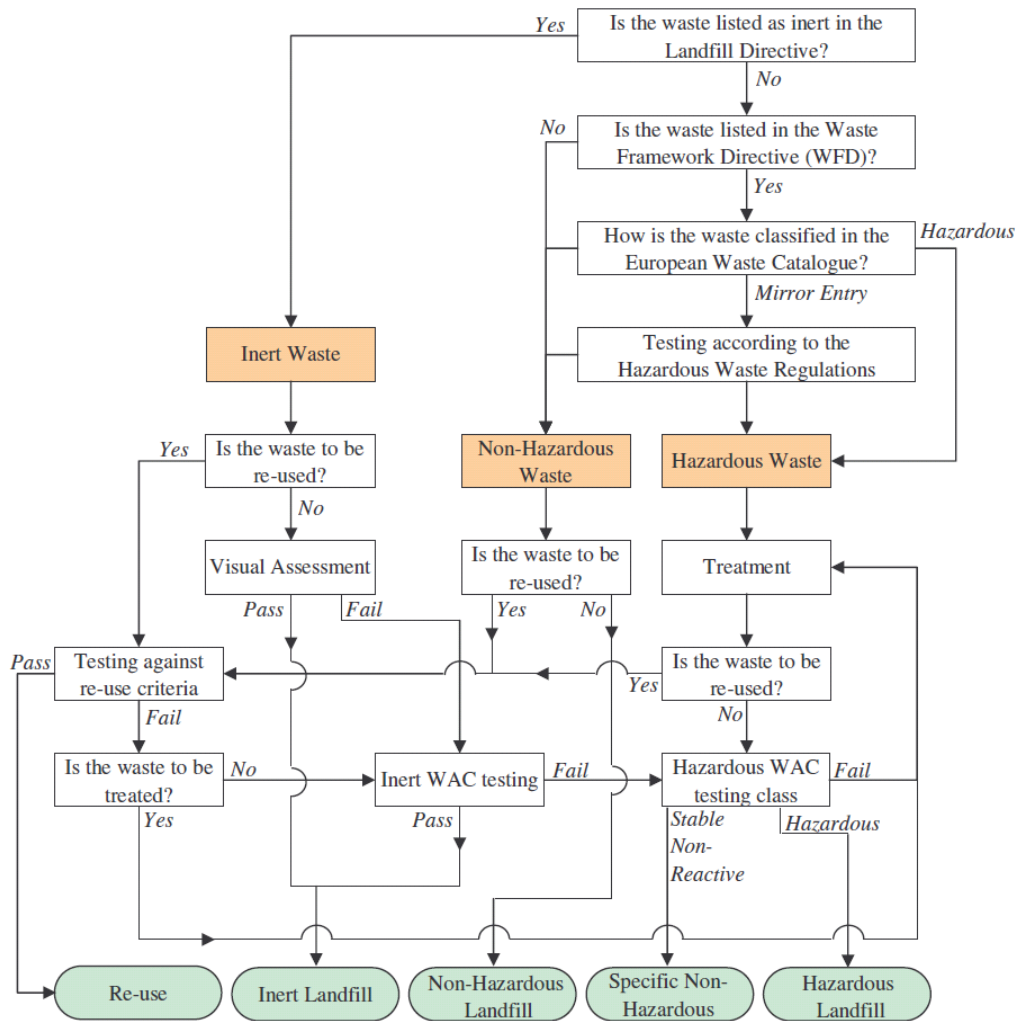 Yes
Is the waste listed as inert in the
Landfill Directive?
No
No
Is the waste listed in the Waste
Framework Directive (WFD)?
Yes
How is the waste classified in the
European Waste Catalogue?
Hazardous
Mirror Entry
Inert Waste
Testing according to the
Hazardous Waste Regulations
Yes
Is the waste to be
re-used?
No
Non-Hazardous
Waste
Hazardous Waste
Visual Assessment
Pass
Fail
Is the waste to be
re-used?
Yes
No
Treatment
Pass
Testing against
re-use criteria
Fail
Yes
Is the waste to be
re-used?
No
Is the waste to be
treated?
No
Yes
Inert WAC testing
Fail
Pass
Hazardous WAC
testing class
Fail
Stable
Non-
Reactive
Hazardous
Re-use
Inert Landfill
Non-Hazardous
Landfill
Specific Non-
Hazardous
Hazardous
Landfill